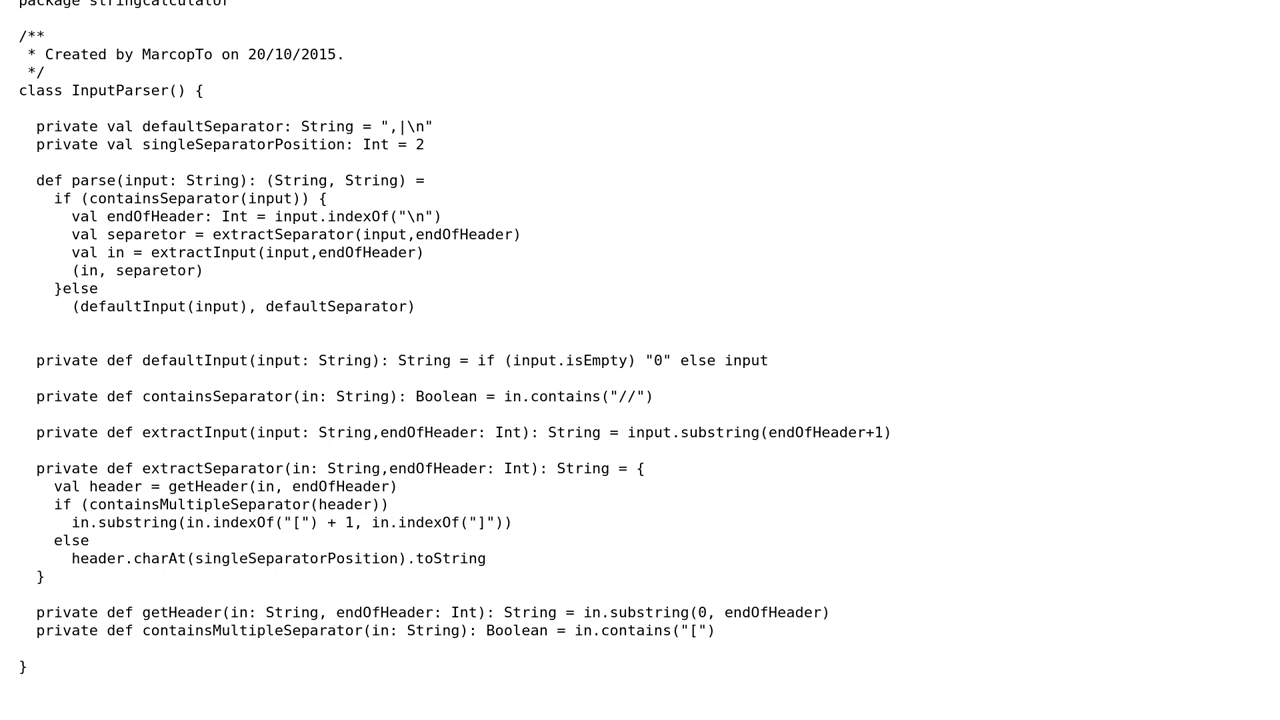 package stringcalculator

/**
 * Created by MarcopTo on 20/10/2015.
 */
class InputParser() {

  private val defaultSeparator: String = ",|\n"
  private val singleSeparatorPosition: Int = 2

  def parse(input: String): (String, String) =
    if (containsSeparator(input)) {
      val endOfHeader: Int = input.indexOf("\n")
      val separetor = extractSeparator(input,endOfHeader)
      val in = extractInput(input,endOfHeader)
      (in, separetor)
    }else
      (defaultInput(input), defaultSeparator)


  private def defaultInput(input: String): String = if (input.isEmpty) "0" else input

  private def containsSeparator(in: String): Boolean = in.contains("//")

  private def extractInput(input: String,endOfHeader: Int): String = input.substring(endOfHeader+1)

  private def extractSeparator(in: String,endOfHeader: Int): String = {
    val header = getHeader(in, endOfHeader)
    if (containsMultipleSeparator(header))
      in.substring(in.indexOf("[") + 1, in.indexOf("]"))
    else
      header.charAt(singleSeparatorPosition).toString
  }

  private def getHeader(in: String, endOfHeader: Int): String = in.substring(0, endOfHeader)
  private def containsMultipleSeparator(in: String): Boolean = in.contains("[")

}